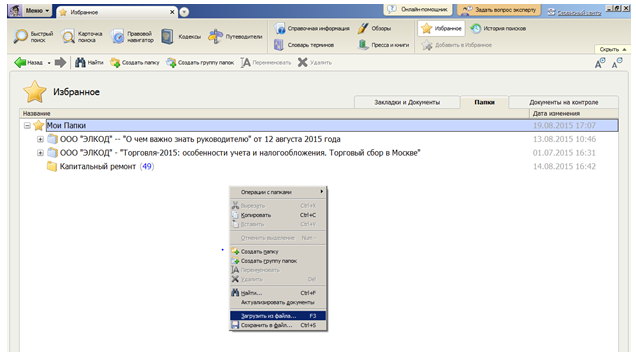 Меню Избранное Онлайн-помощник Задать вопрос эксперту Сервисный центр
Быстрый поиск Карточка поиска Правовой навигатор Кодексы Путеводители Справочная информация Обзоры Избранное История поисков
Словарь терминов Пресса и книги Добавить в Избранное
Скрыть
Назад Найти Создать папку Создать группу папок Переименовать Удалить
Избранное
Закладки и Документы Папки Документы на контроле
Название Дата изменения
Мои Папки 19.08.2015 17:07
ООО "ЭЛКОД" -- "О чем важно знать руководителю" от 12 августа 2015 года 13.08.2015 10:46
ООО "ЭЛКОД" - "Торговля-2015: особенности учета и налогообложения. Торговый сбор в Москве" 01.07.2015 16:31
Капитальный ремонт (49) 14.08.2015 16:42
Операции с папками
Вырезать Ctrl+X
Копировать Ctrl+C
Вставить Ctrl+V
Отменить выделение Num-
Создать папку
Создать группу папок
Переименовать
Удалить Del
Найти... Ctrl+F
Актуализировать документы
Загрузить из файла... F3
Сохранить в файл... Ctrl+S